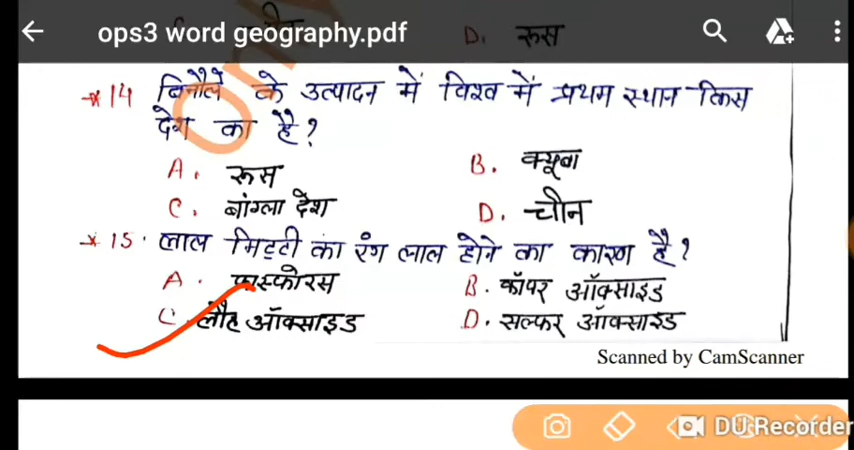 ops3 word geography.pdf
D. रूस
* 14 बिनौले के उत्पादन में विश्व में प्रथम स्थान किस
देश का है?
A. रूस B. क्यूबा
C. बांग्ला देश D. चीन
* 15. लाल मिट्टी का रंग लाल होने का कारण है?
A. फास्फोरस B. कॉपर ऑक्साइड
C. लौह ऑक्साइड D. सल्फर ऑक्साइड
Scanned by CamScanner
DU Recorder